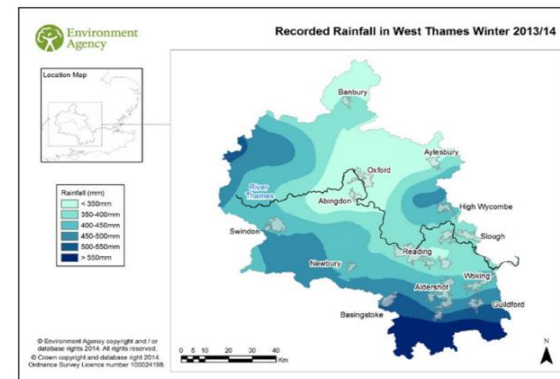 Environment
Agency
Recorded Rainfall in West Thames Winter 2013/14
Location Map
Banbury
Aylesbury
Oxford
River
Thames
Abingdon
High Wycombe
Rainfall (mm)
< 350mm
350-400mm
400-450mm
450-500mm
500-550mm
> 550mm
Swindon
Slough
Reading
Newbury
Woking
Aldershot
Guildford
Basingstoke
© Environment Agency copyright and / or
database rights 2014. All rights reserved.
© Crown copyright and database right 2014.
Ordnance Survey Licence number 100024198.
0 5 10 20 30 40
Km
N